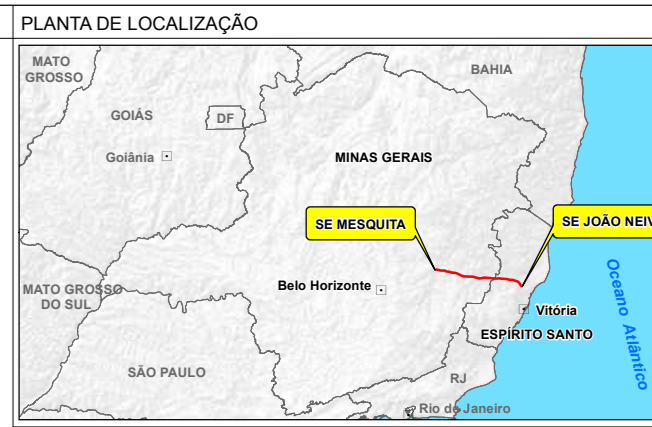 PLANTA DE LOCALIZAÇÃO
MATO
GROSSO
BAHIA
GOIÁS
DF
Goiânia
MINAS GERAIS
SE MESQUITA
SE JOÃO NEIV
Belo Horizonte
MATO GROSSO
DO SUL
Oceano Atlântico
Vitória
ESPÍRITO SANTO
SÃO PAULO
RJ
Rio de Janeiro